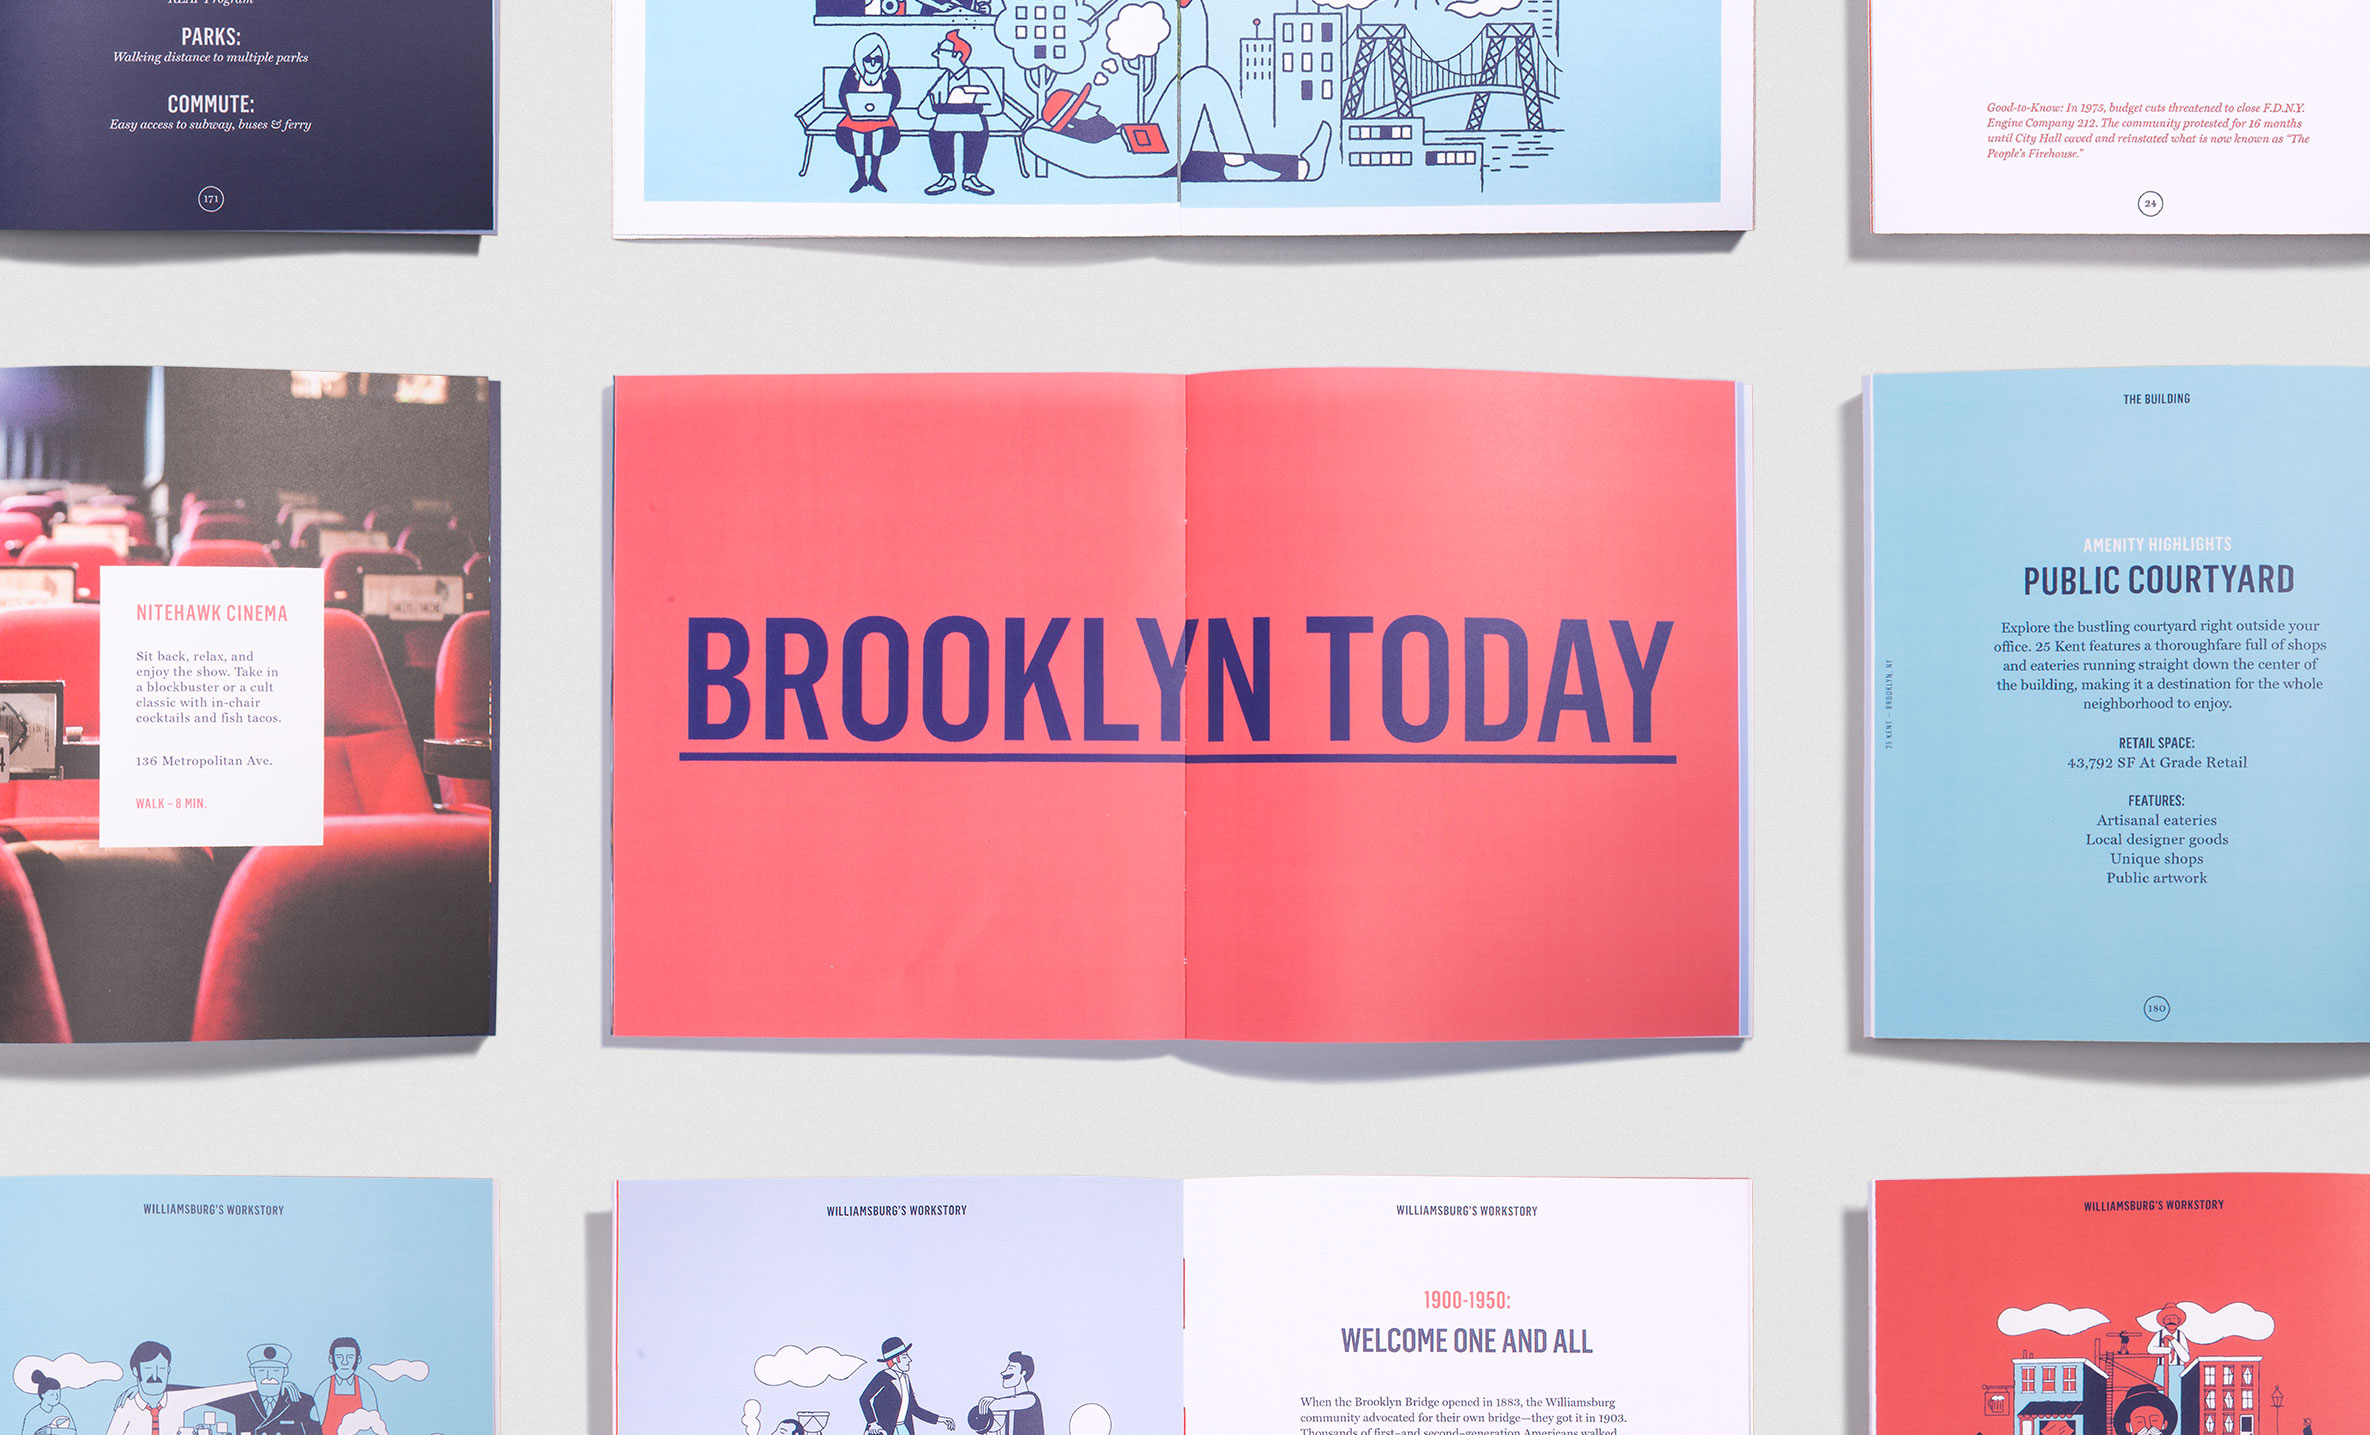 Program
PARKS:
Walking distance to multiple parks
COMMUTE:
Easy access to subway, buses & ferry
171
Good-to-Know: In 1975, budget cuts threatened to close F.D.N.Y.
Engine Company 212. The community protested for 16 months
until City Hall caved and reinstated what is now known as “The
People’s Firehouse.”
24
NITEHAWK CINEMA
Sit back, relax, and
enjoy the show. Take in
a blockbuster or a cult
classic with in-chair
cocktails and fish tacos.
136 Metropolitan Ave.
WALK – 8 MIN.
BROOKLYN TODAY
THE BUILDING
AMENITY HIGHLIGHTS
PUBLIC COURTYARD
Explore the bustling courtyard right outside your
office. 25 Kent features a thoroughfare full of shops
and eateries running straight down the center of
the building, making it a destination for the whole
neighborhood to enjoy.
RETAIL SPACE:
43,792 SF At Grade Retail
FEATURES:
Artisanal eateries
Local designer goods
Unique shops
Public artwork
25 KENT — BROOKLYN, NY
180
WILLIAMSBURG’S WORKSTORY
WILLIAMSBURG’S WORKSTORY
WILLIAMSBURG’S WORKSTORY
1900-1950:
WELCOME ONE AND ALL
When the Brooklyn Bridge opened in 1883, the Williamsburg
community advocated for their own bridge—they got it in 1903.
Thousands of first–and second–generation Americans walked
WILLIAMSBURG’S WORKSTORY